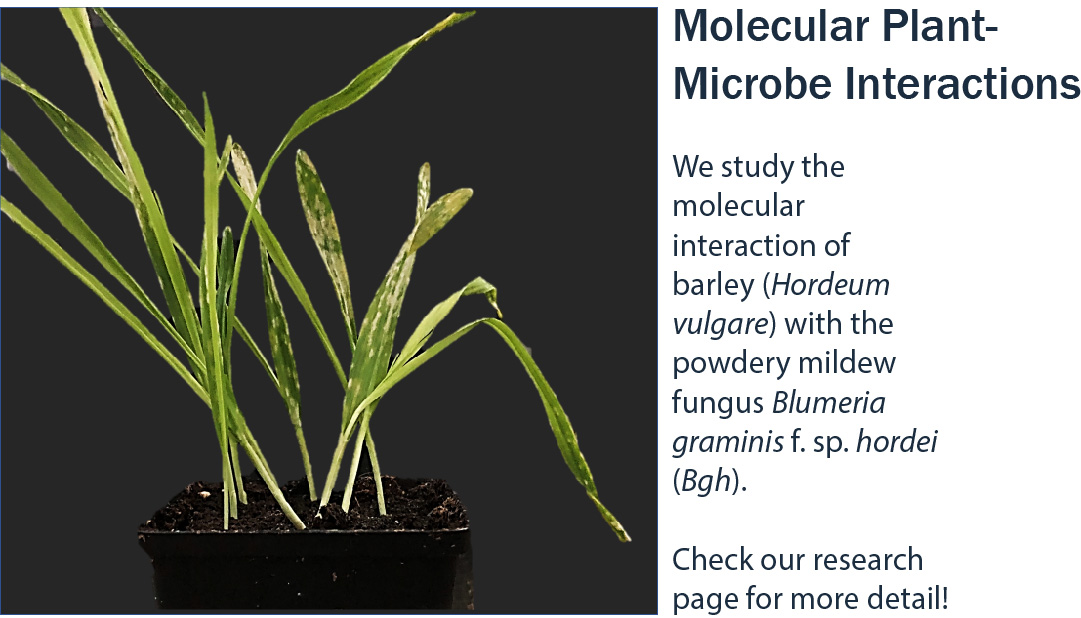 Molecular Plant-
Microbe Interactions
We study the
molecular
interaction of
barley (Hordeum
vulgare) with the
powdery mildew
fungus Blumeria
graminis f. sp. hordei
(Bgh).
Check our research
page for more detail!